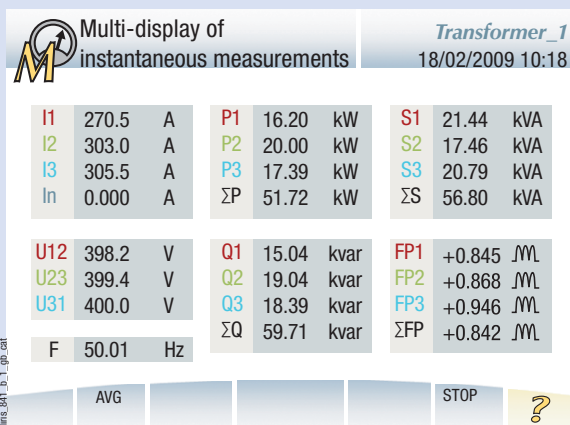 Multi-display of
instantaneous measurements
Transformer_1
18/02/2009 10:18
M
I1 270.5 A
I2 303.0 A
I3 305.5 A
In 0.000 A
P1 16.20 kW
P2 20.00 kW
P3 17.39 kW
ΣP 51.72 kW
S1 21.44 kVA
S2 17.46 kVA
S3 20.79 kVA
ΣS 56.80 kVA
U12 398.2 V
U23 399.4 V
U31 400.0 V
Q1 15.04 kvar
Q2 19.04 kvar
Q3 18.39 kvar
ΣQ 59.71 kvar
FP1 +0.845
FP2 +0.868
FP3 +0.946
ΣFP +0.842
F 50.01 Hz
AVG
STOP
?